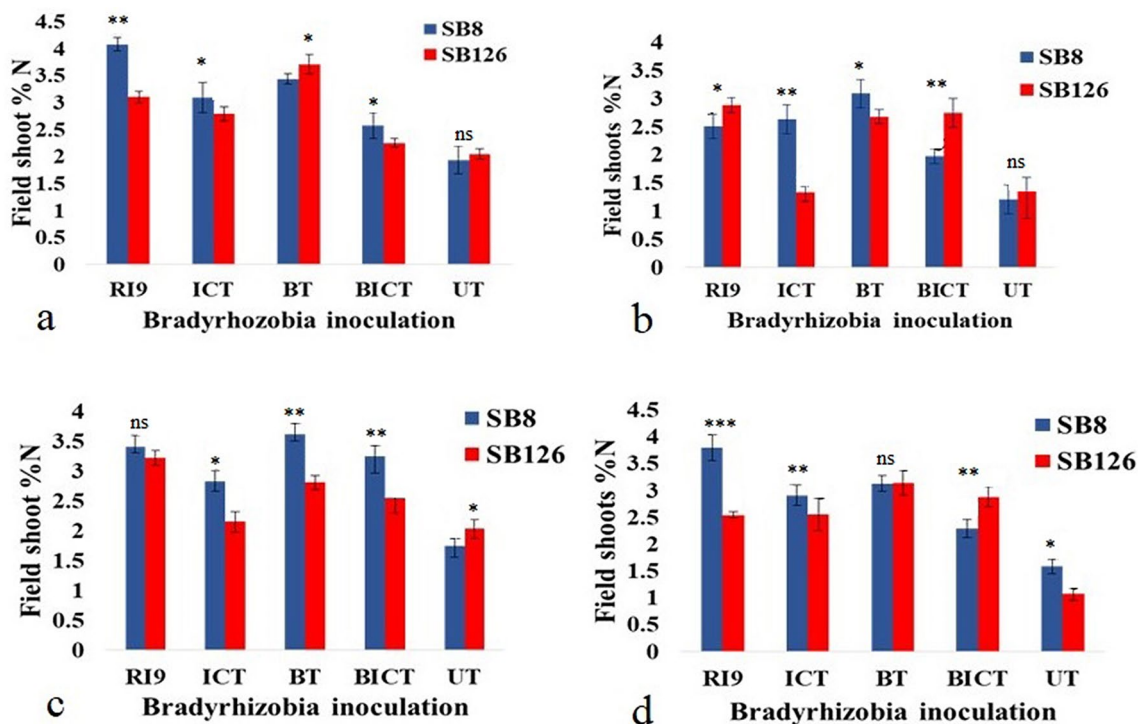 Field shoot % N
4.5
4
3.5
3
2.5
2
1.5
1
0.5
0
**
*
*
*
ns
SB8
SB126
RI9 ICT BT BICT UT
Bradyrhozobia inoculation
a
Field shoots %N
4
3.5
3
2.5
2
1.5
1
0.5
0
*
**
*
**
ns
SB8
SB126
RI9 ICT BT BICT UT
Bradyrhizobia inoculation
b
Field shoot %N
4
3.5
3
2.5
2
1.5
1
0.5
0
ns
*
**
**
*
SB8
SB126
RI9 ICT BT BICT UT
Bradyrhizobia inoculation
c
Field shoots %N
4.5
4
3.5
3
2.5
2
1.5
1
0.5
0
***
**
ns
**
*
SB8
SB126
RI9 ICT BT BICT UT
Bradyrhizobia inoculation
d